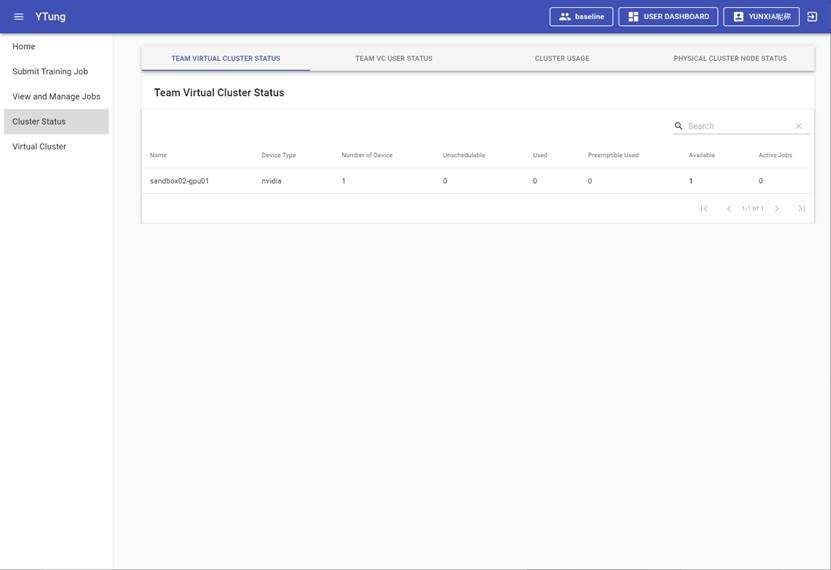 YTung
baseline
USER DASHBOARD
YUNXIA昵称
Home
Submit Training Job
View and Manage Jobs
Cluster Status
Virtual Cluster
TEAM VIRTUAL CLUSTER STATUS TEAM VC USER STATUS CLUSTER USAGE PHYSICAL CLUSTER NODE STATUS
Team Virtual Cluster Status
Search
Name Device Type Number of Device Unschedulable Used Preemptible Used Available Active Jobs
sandbox02-gpu01 nvidia 1 0 0 0 1 0
1-1 of 1